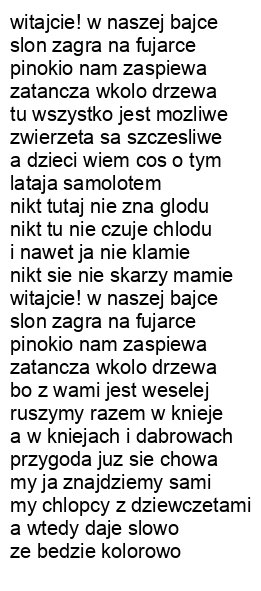 witajcie! w naszej bajce
slon zagra na fujarce
pinokio nam zaspiewa
zatancza wkolo drzewa
tu wszystko jest mozliwe
zwierzeta sa szczesliwe
a dzieci wiem cos o tym
lataja samolotem
nikt tutaj nie zna glodu
nikt tu nie czuje chlodu
i nawet ja nie klamie
nikt sie nie skarzy mamie
witajcie! w naszej bajce
slon zagra na fujarce
pinokio nam zaspiewa
zatancza wkolo drzewa
bo z wami jest weselej
ruszymy razem w knieje
a w kniejach i dabrowach
przygoda juz sie chowa
my ja znajdziemy sami
my chlopcy z dziewczetami
a wtedy daje slowo
ze bedzie kolorowo